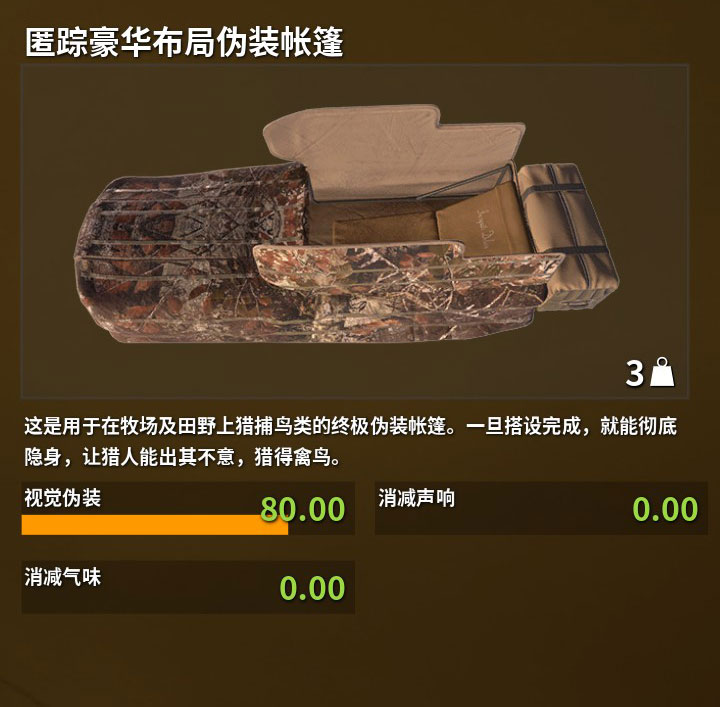 匿踪豪华布局伪装帐篷
3
这是用于在牧场及田野上猎捕鸟类的终极伪装帐篷。一旦搭设完成，就能彻底
隐身，让猎人能出其不意，猎得禽鸟。
视觉伪装 80.00 消减声响 0.00
消减气味 0.00